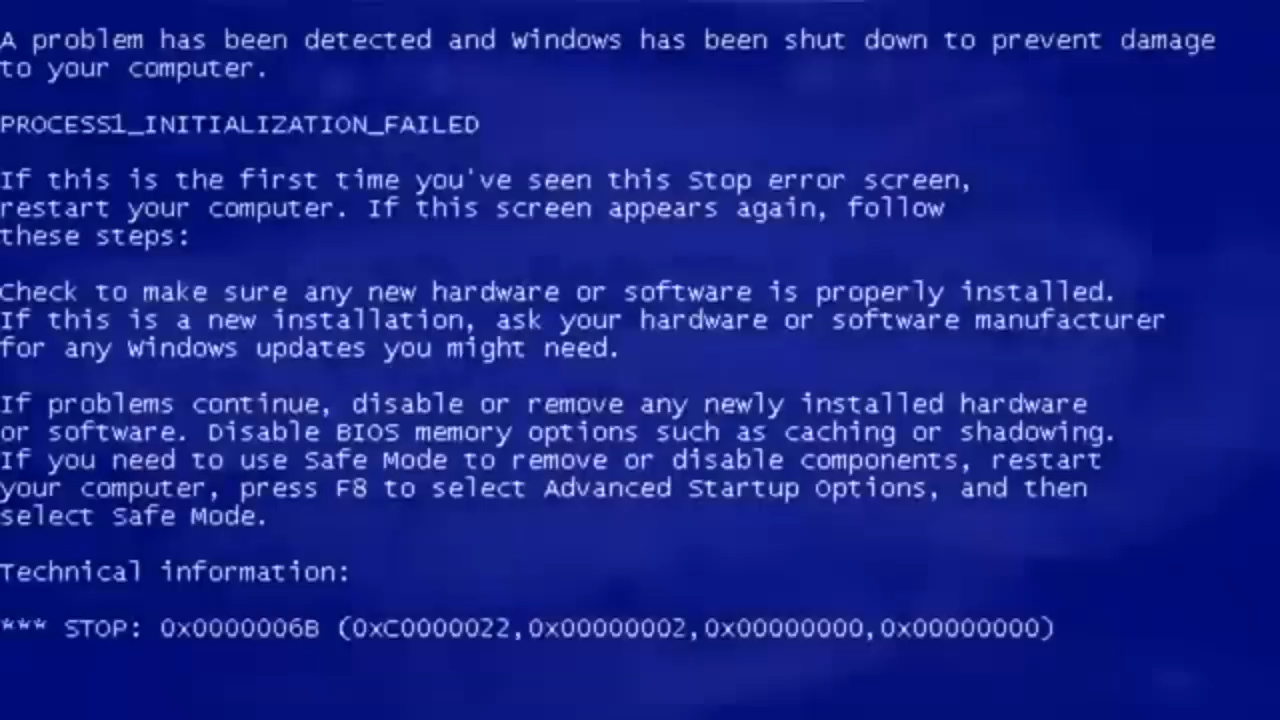 A problem has been detected and Windows has been shut down to prevent damage
to your computer.
PROCESS1_INITIALIZATION_FAILED
If this is the first time you've seen this Stop error screen,
restart your computer. If this screen appears again, follow
these steps:
Check to make sure any new hardware or software is properly installed.
If this is a new installation, ask your hardware or software manufacturer
for any Windows updates you might need.
If problems continue, disable or remove any newly installed hardware
or software. Disable BIOS memory options such as caching or shadowing.
If you need to use Safe Mode to remove or disable components, restart
your computer, press F8 to select Advanced Startup Options, and then
select Safe Mode.
Technical information:
*** STOP: 0x0000006B (0xC0000022,0x00000002,0x00000000,0x00000000)